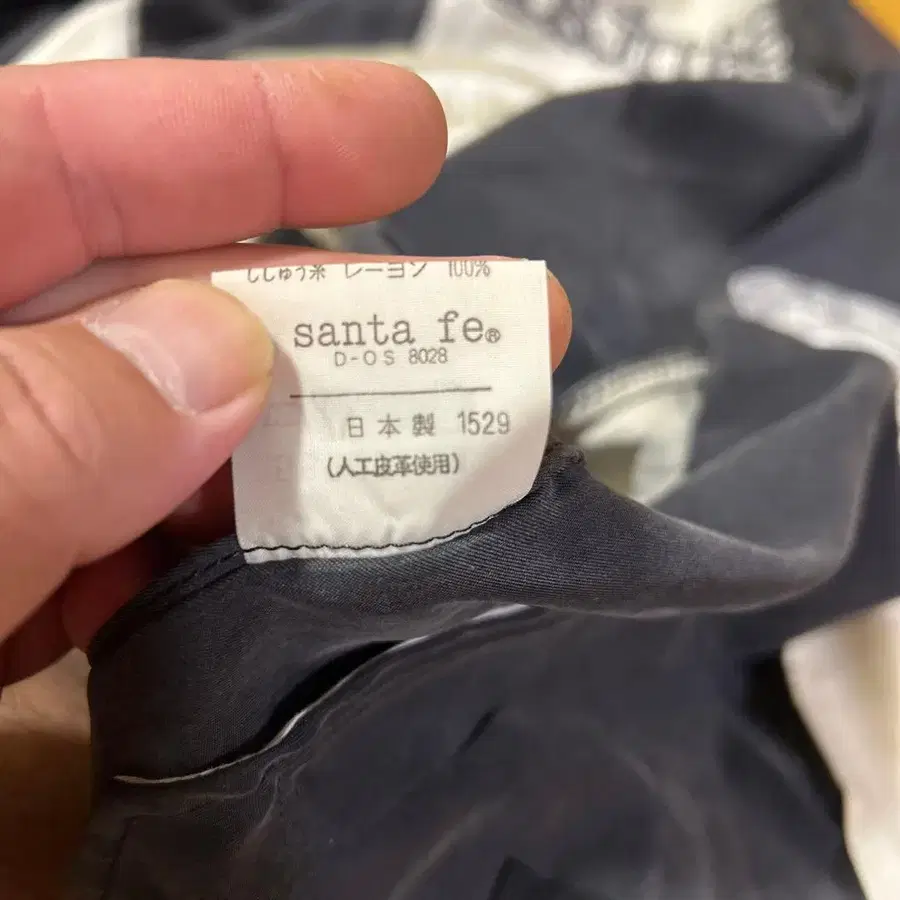 ししゅう糸 レーヨン 100%
santa fe®
D-OS 8028
日本製 1529
(人工皮革使用)